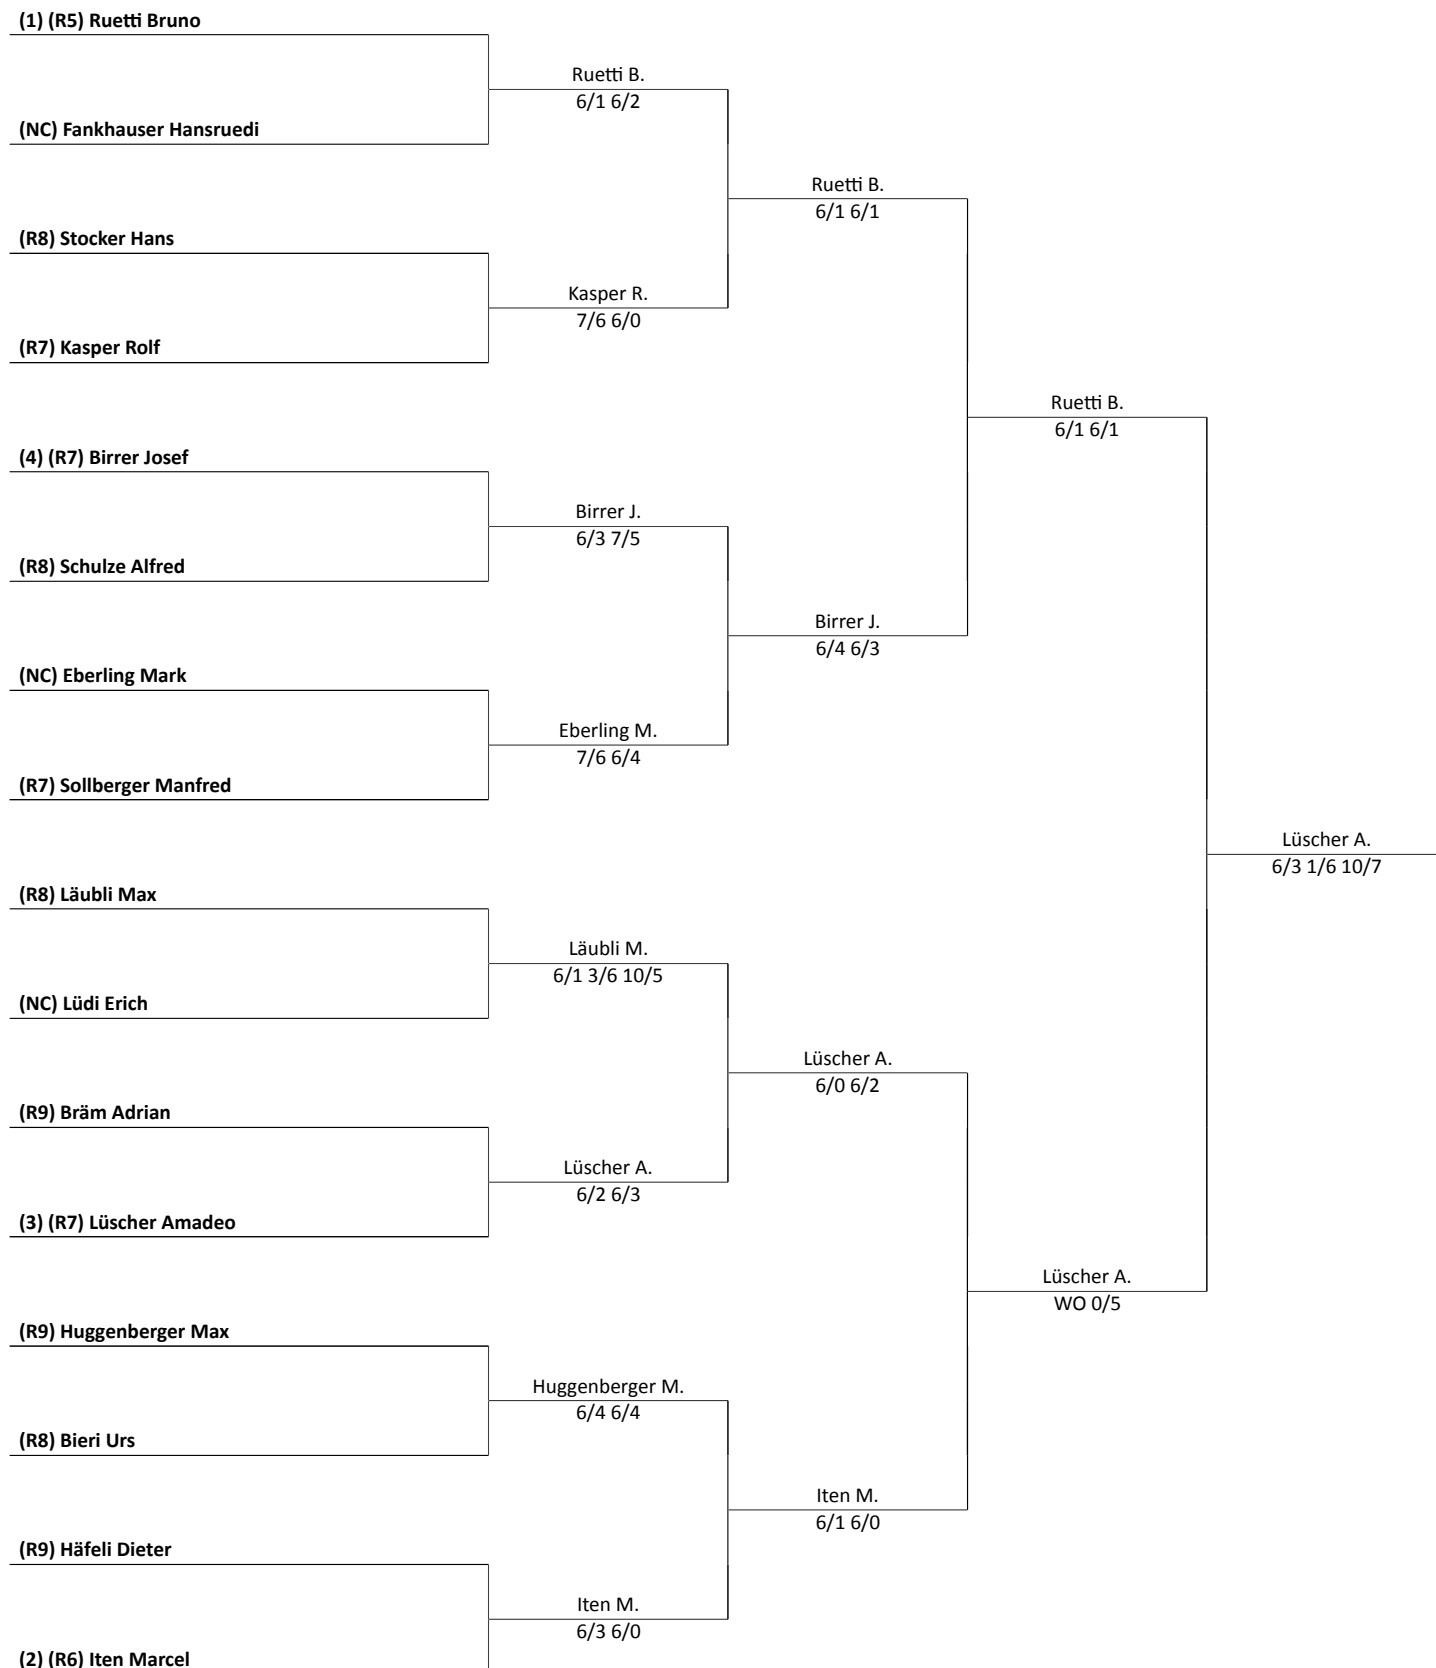 (1) (R5) Ruetti Bruno
Ruetti B.
6/1 6/2
(NC) Fankhauser Hansruedi
Ruetti B.
6/1 6/1
(R8) Stocker Hans
Kasper R.
7/6 6/0
(R7) Kasper Rolf
Ruetti B.
6/1 6/1
(4) (R7) Birrer Josef
Birrer J.
6/3 7/5
(R8) Schulze Alfred
Birrer J.
6/4 6/3
(NC) Eberling Mark
Eberling M.
7/6 6/4
(R7) Sollberger Manfred
Lüscher A.
6/3 1/6 10/7
(R8) Läubli Max
Läubli M.
6/1 3/6 10/5
(NC) Lüdi Erich
Lüscher A.
6/0 6/2
(R9) Bräm Adrian
Lüscher A.
6/2 6/3
(3) (R7) Lüscher Amadeo
Lüscher A.
WO 0/5
(R9) Huggenberger Max
Huggenberger M.
6/4 6/4
(R8) Bieri Urs
Iten M.
6/1 6/0
(R9) Häfeli Dieter
Iten M.
6/3 6/0
(2) (R6) Iten Marcel